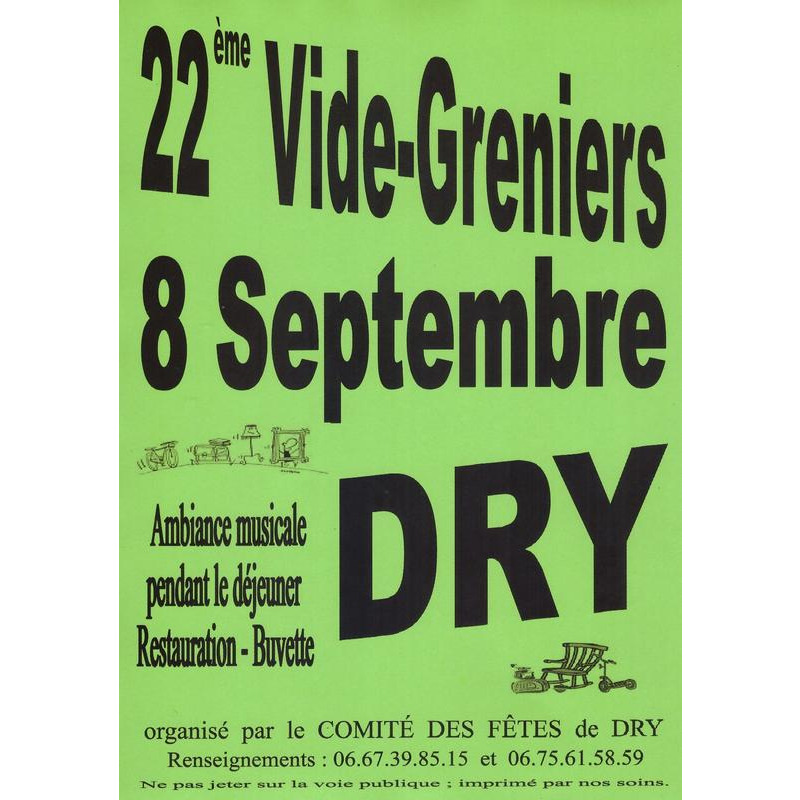 22ème Vide-Greniers
8 Septembre
DRY
Ambiance musicale
pendant le déjeuner
Restauration - Buvette
organisé par le COMITÉ DES FÊTES de DRY
Renseignements : 06.67.39.85.15 et 06.75.61.58.59
Ne pas jeter sur la voie publique ; imprimé par nos soins.